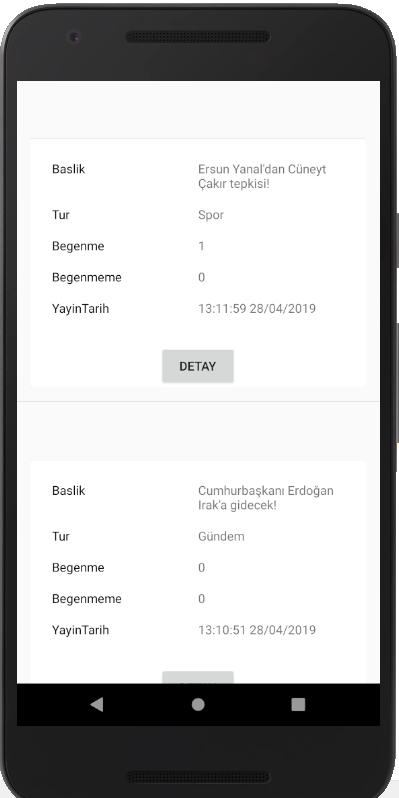 Baslik Ersun Yanal'dan Cüneyt
Çakır tepkisi!
Tur Spor
Begenme 1
Begenmeme 0
YayinTarih 13:11:59 28/04/2019
DETAY
Baslik Cumhurbaşkanı Erdoğan
Irak'a gidecek!
Tur Gündem
Begenme 0
Begenmeme 0
YayinTarih 13:10:51 28/04/2019